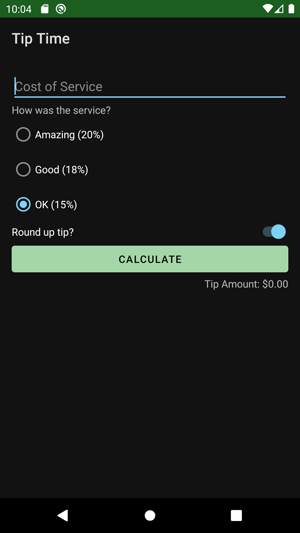 10:04
Tip Time
Cost of Service
How was the service?
Amazing (20%)
Good (18%)
OK (15%)
Round up tip?
CALCULATE
Tip Amount: $0.00